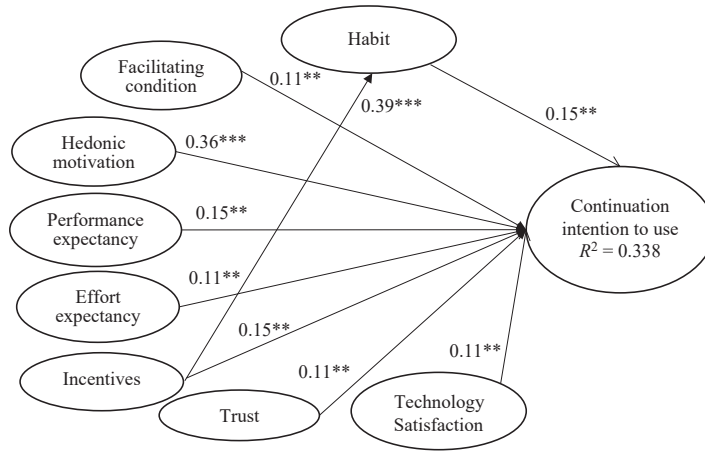 Habit
Facilitating
condition
0.11**
0.39***
0.15**
Hedonic
motivation
0.36***
Performance
expectancy
0.15**
Continuation
intention to use
R² = 0.338
Effort
expectancy
0.11**
0.15**
Incentives
0.11**
0.11**
Trust
Technology
Satisfaction